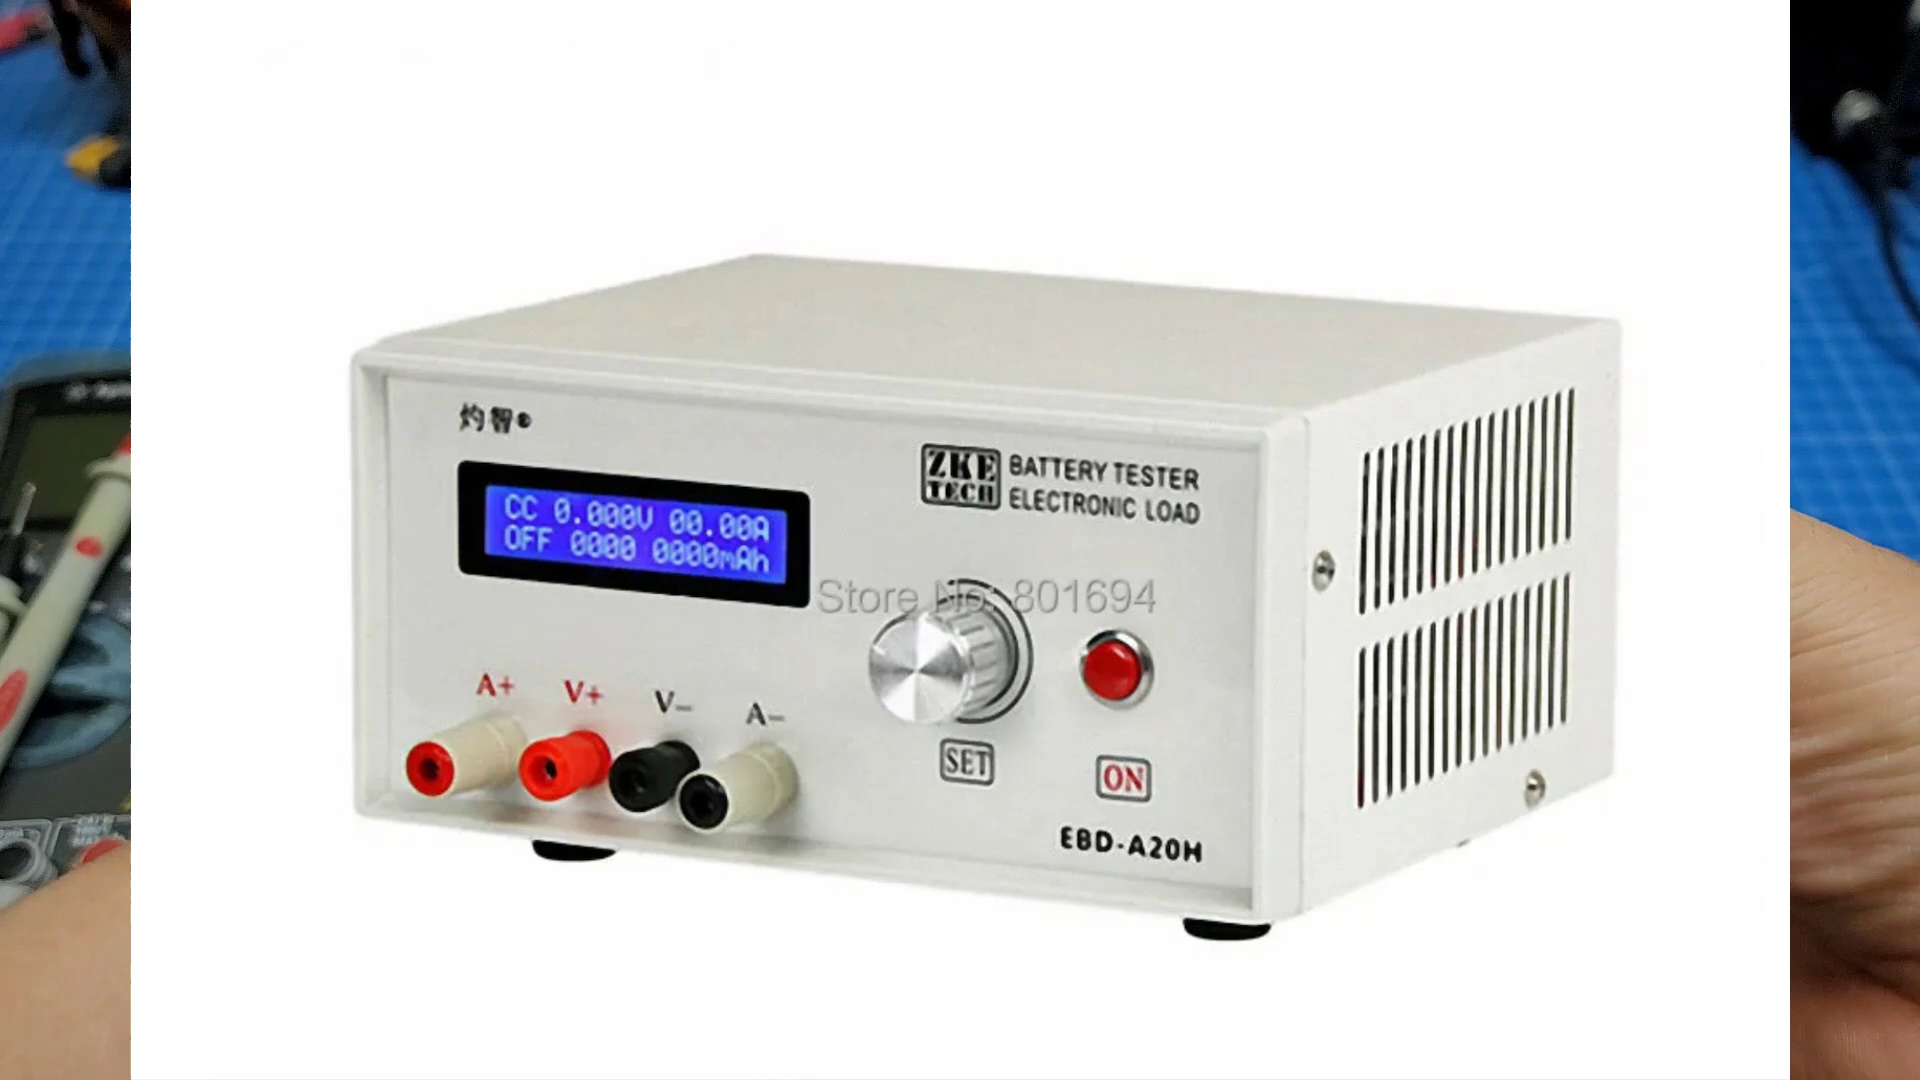 灼智®
ZKE
TECH
BATTERY TESTER
ELECTRONIC LOAD
CC 0.000V 00.00A
OFF 0000 0000mAh
Store No: 801694
A+ V+ V- A-
SET
ON
EBD-A20H